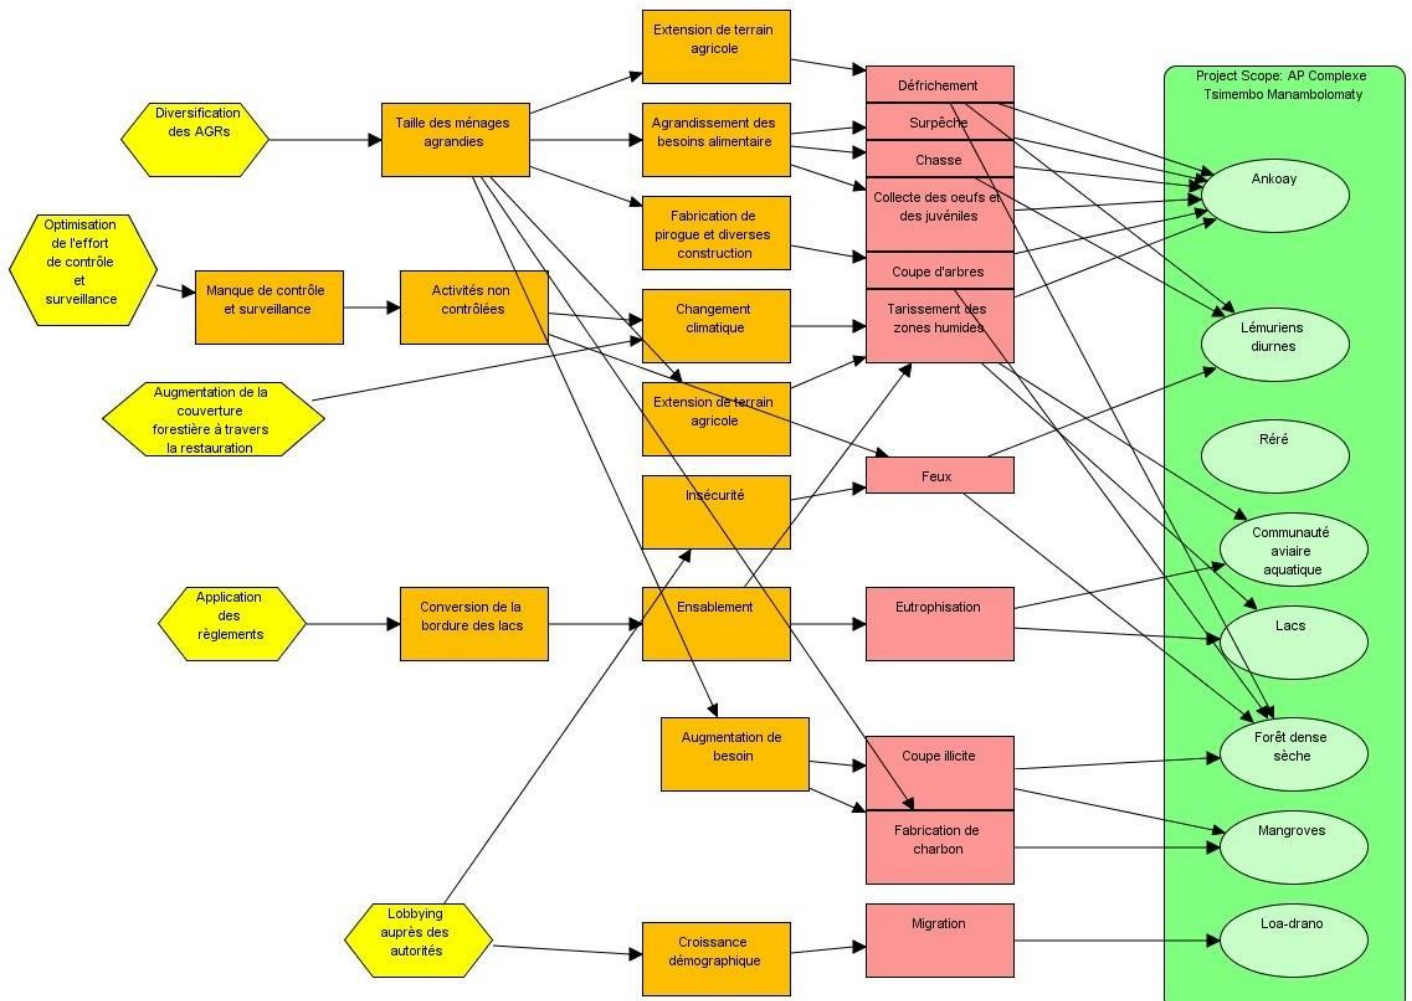 Diversification
des AGRs
Optimisation
de l'effort
de contrôle
et
surveillance
Augmentation de la
couverture
forestière à travers
la restauration
Application
des
règlements
Lobbying
auprès des
autorités
Manque de contrôle
et surveillance
Taille des ménages
agrandies
Activités non
contrôlées
Conversion de la
bordure des lacs
Extension de terrain
agricole
Agrandissement des
besoins alimentaire
Fabrication de
pirogue et diverses
construction
Changement
climatique
Extension de terrain
agricole
Insécurité
Ensablement
Augmentation de
besoin
Croissance
démographique
Défrichement
Surpêche
Chasse
Collecte des oeufs et
des juvéniles
Coupe d'arbres
Tarissement des
zones humides
Feux
Eutrophisation
Coupe illicite
Fabrication de
charbon
Migration
Project Scope: AP Complexe
Tsimembo Manambolomaty
Ankoay
Lémuriens
diurnes
Réré
Communauté
aviaire
aquatique
Lacs
Forêt dense
sèche
Mangroves
Loa-drano